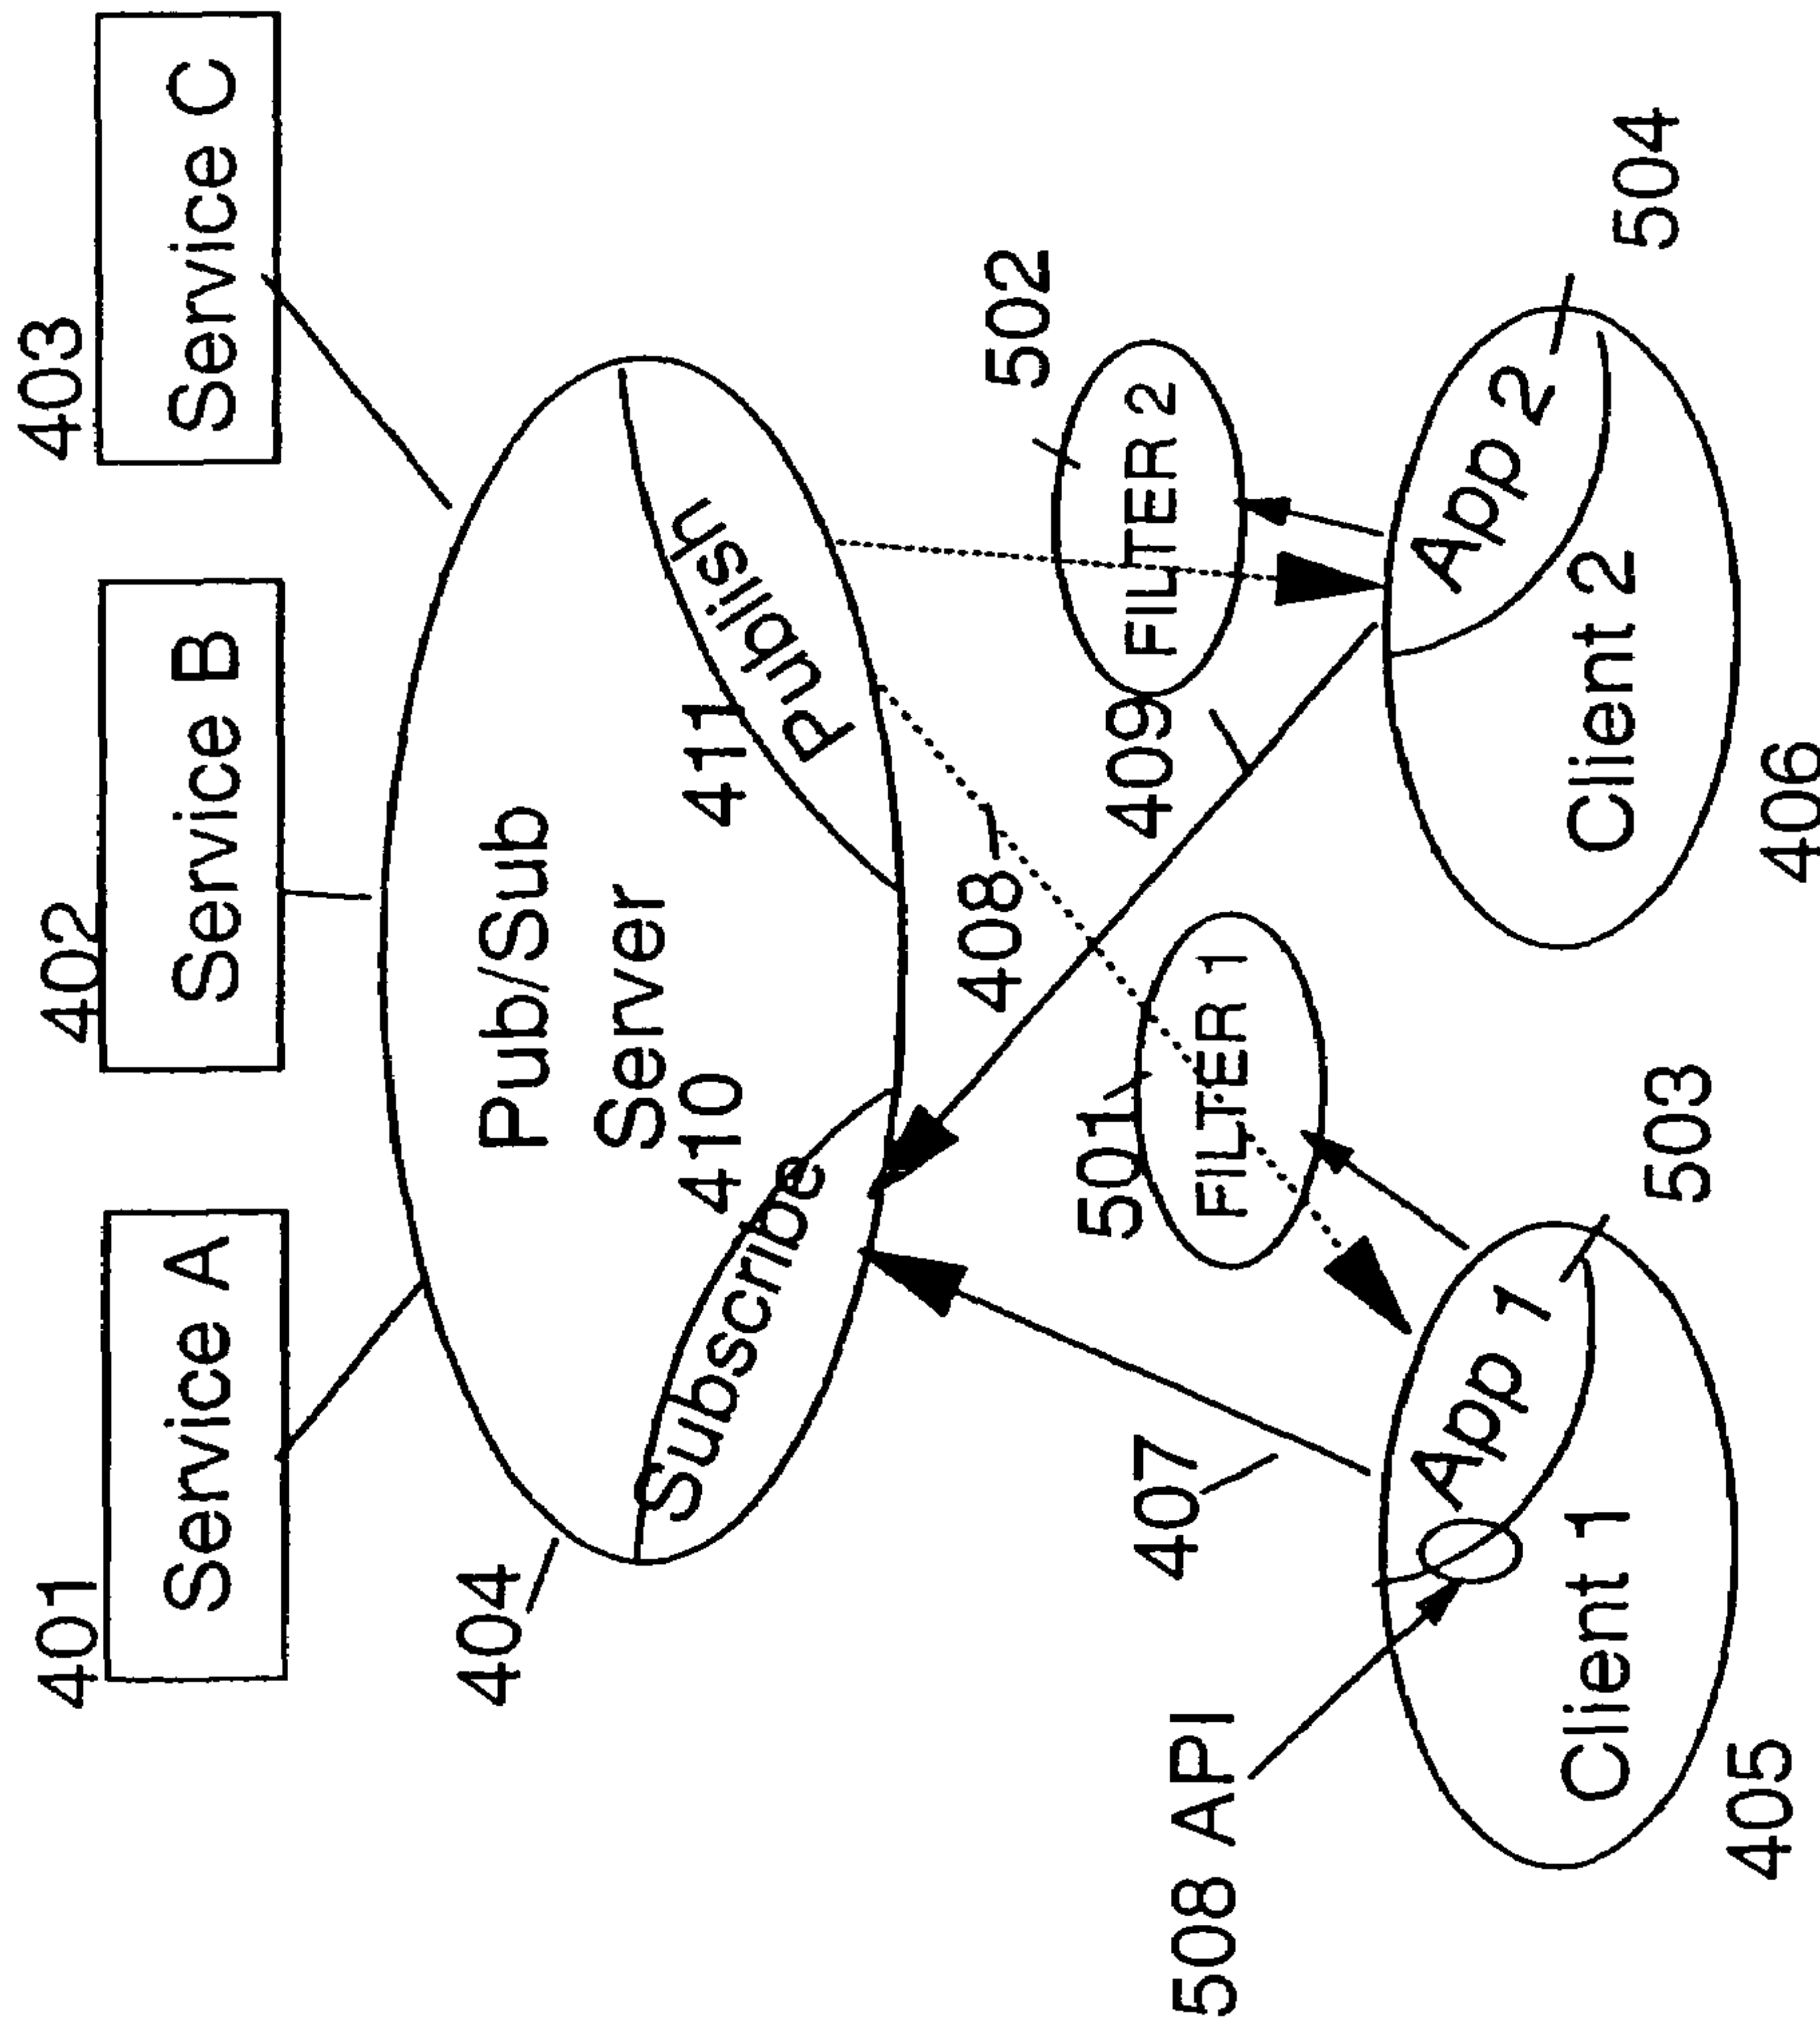 401
402
403
Service A
Service B
Service C
404
Pub/Sub
Server
410
411
Subscribe
Publish
407
408
409
501
502
FILTER 1
FILTER 2
508 API
App 1
App 2
503
504
Client 1
Client 2
405
406